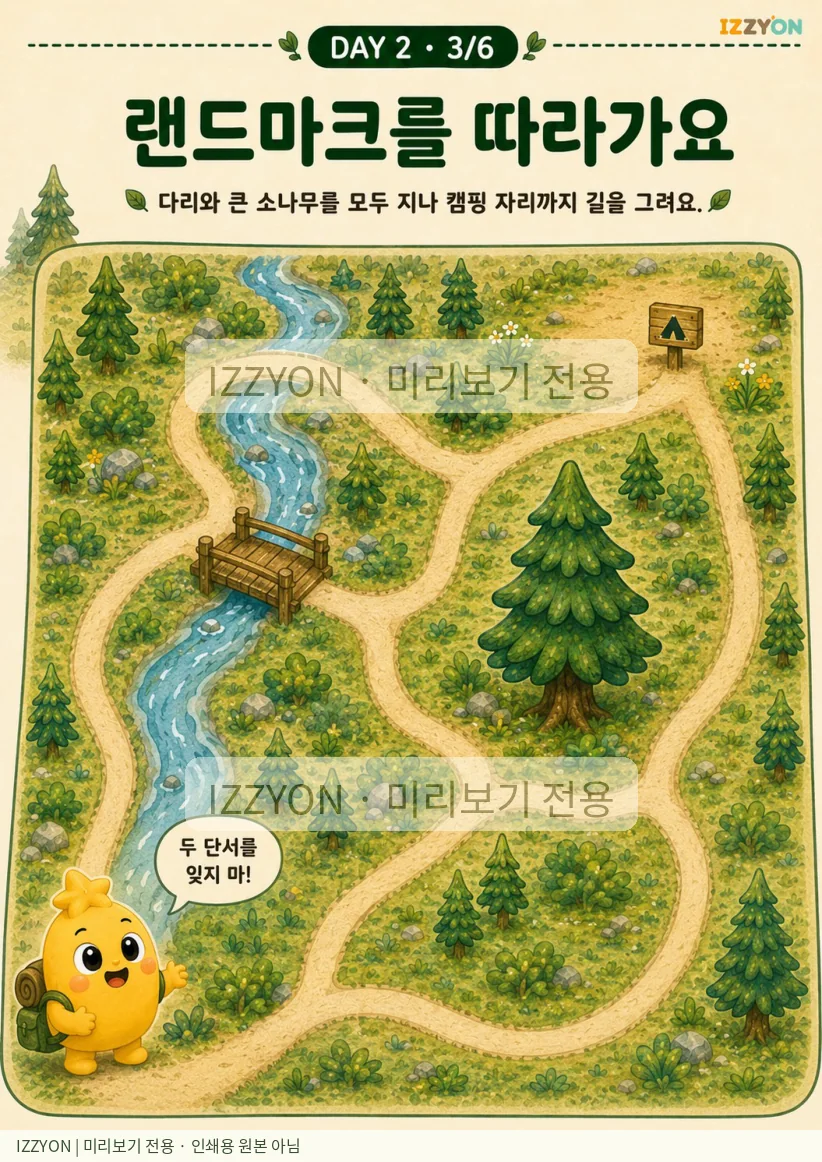 IZZYON
DAY 2 · 3/6
랜드마크를 따라가요
다리와 큰 소나무를 모두 지나 캠핑 자리까지 길을 그려요.
IZZYON · 미리보기 전용
IZZYON · 미리보기 전용
두 단서를
잊지 마!
IZZYON | 미리보기 전용 · 인쇄용 원본 아님